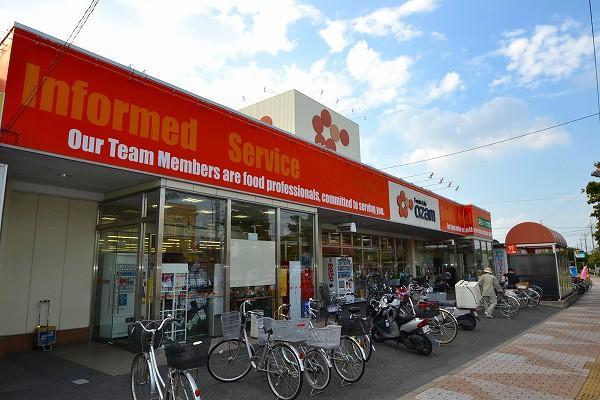 Informed Service
Our Team Members are food professionals, committed to serving you.
ozam